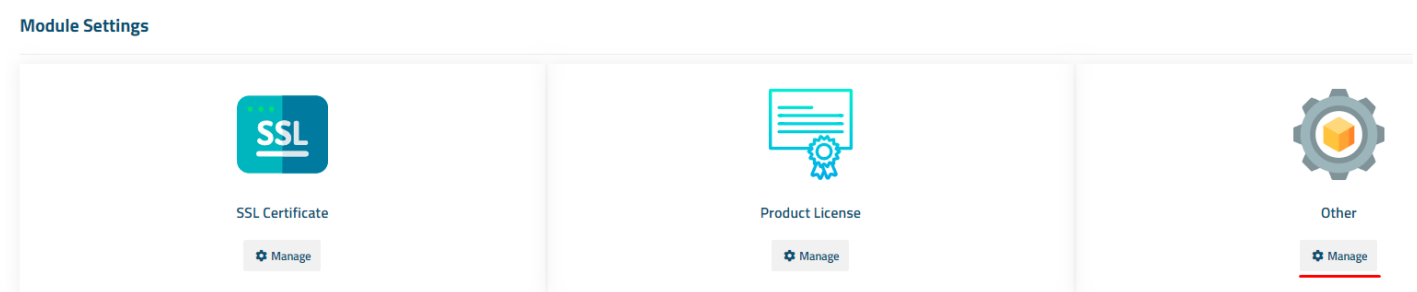 Module Settings
SSL
SSL Certificate
Manage
Product License
Manage
Other
Manage